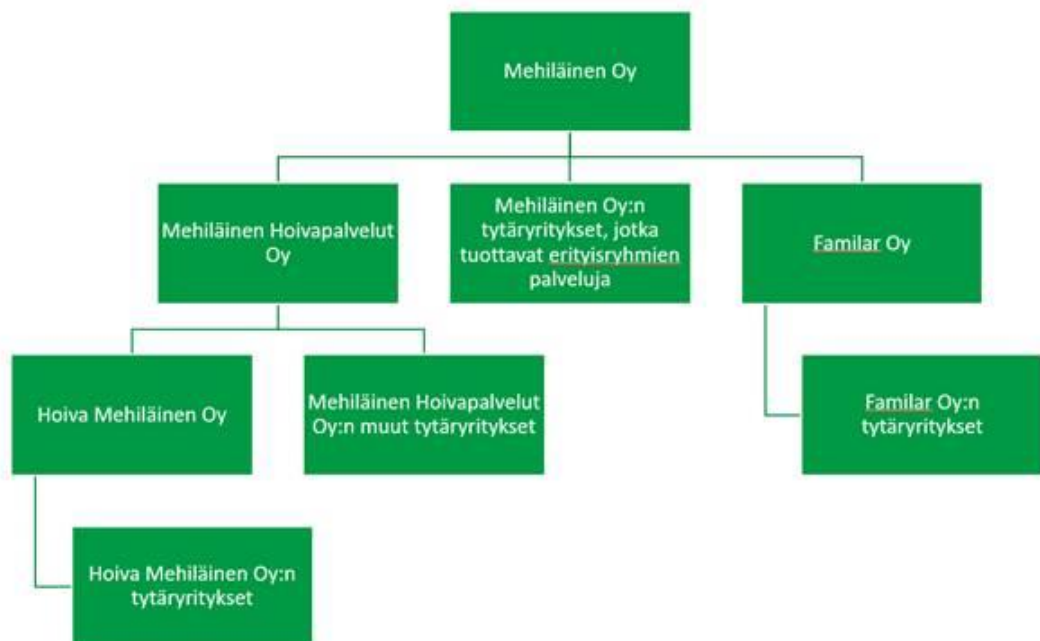 Mehiläinen Oy
Mehiläinen Hoivapalvelut
Oy
Mehiläinen Oy:n
tytäryritykset, jotka
tuottavat erityisryhmien
palveluja
Familar Oy
Hoiva Mehiläinen Oy
Mehiläinen Hoivapalvelut
Oy:n muut tytäryritykset
Familar Oy:n
tytäryritykset
Hoiva Mehiläinen Oy:n
tytäryritykset